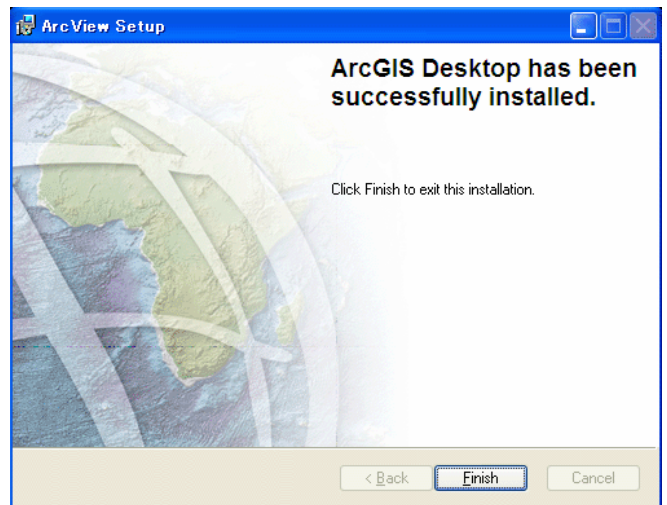 ArcView Setup
ArcGIS Desktop has been
successfully installed.
Click Finish to exit this installation.
< Back
Finish
Cancel